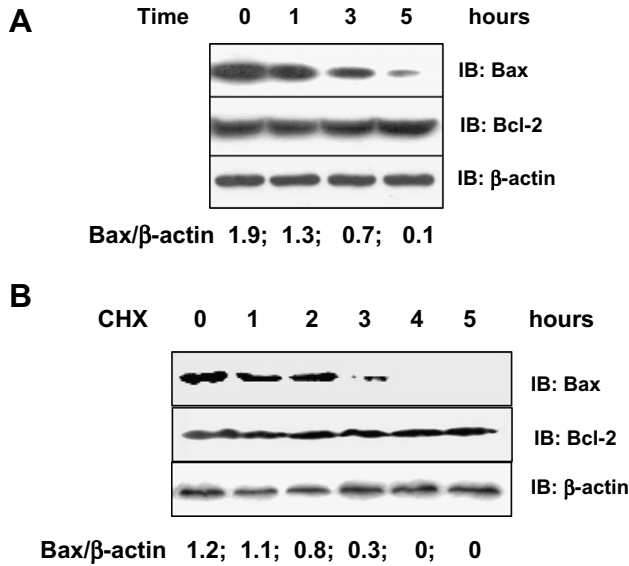 A
Time 0 1 3 5 hours
IB: Bax
IB: Bcl-2
IB: β-actin
Bax/β-actin 1.9; 1.3; 0.7; 0.1
B
CHX 0 1 2 3 4 5 hours
IB: Bax
IB: Bcl-2
IB: β-actin
Bax/β-actin 1.2; 1.1; 0.8; 0.3; 0; 0